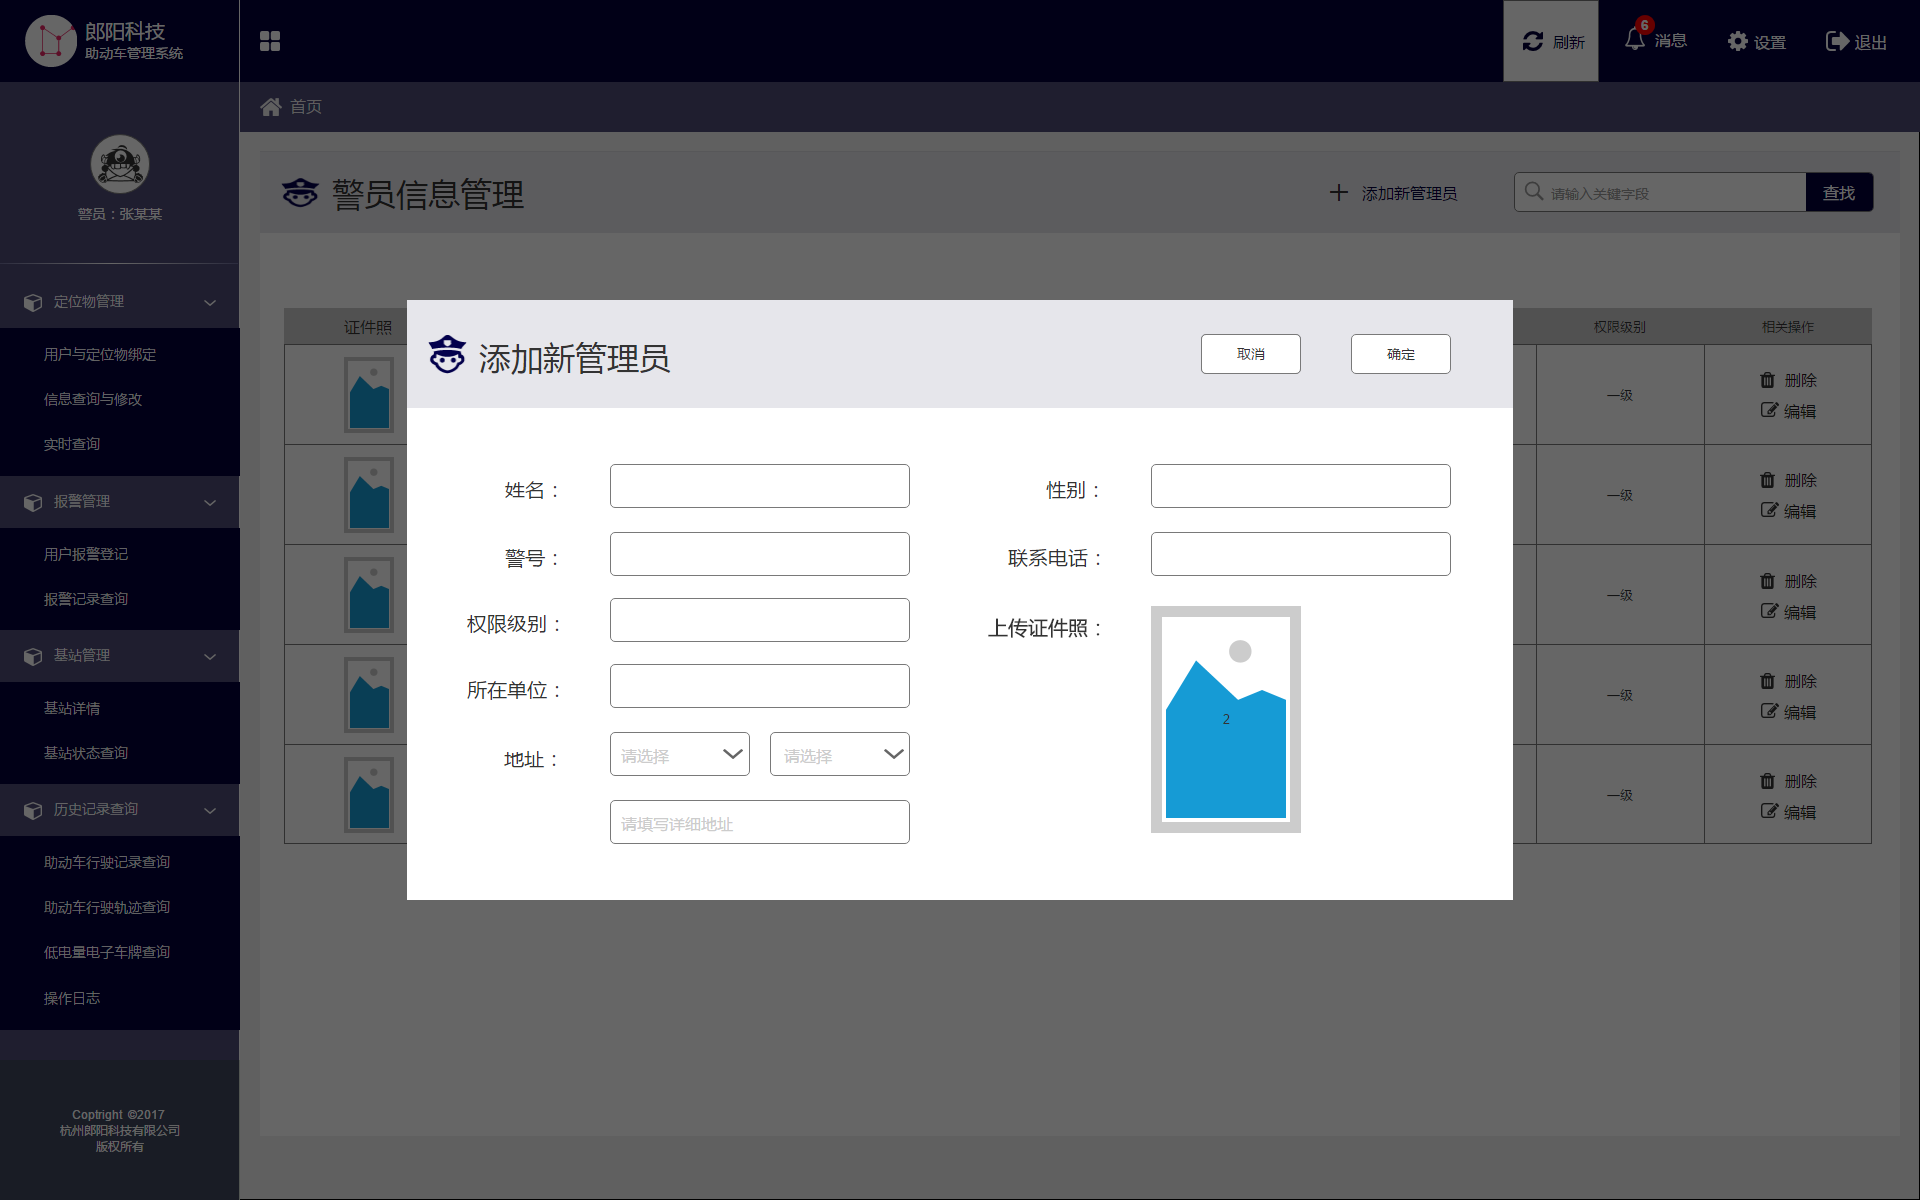 郎阳科技
助动车管理系统
刷新
6
消息
设置
退出
首页
警员：张某某
警员信息管理
添加新管理员
请输入关键字段
查找
定位物管理
用户与定位物绑定
信息查询与修改
实时查询
报警管理
用户报警登记
报警记录查询
基站管理
基站详情
基站状态查询
历史记录查询
助动车行驶记录查询
助动车行驶轨迹查询
低电量电子车牌查询
操作日志
Coptright ©2017
杭州郎阳科技有限公司
版权所有
证件照
权限级别
相关操作
一级
删除
编辑
一级
删除
编辑
一级
删除
编辑
一级
删除
编辑
一级
删除
编辑
添加新管理员
取消
确定
姓名：
性别：
警号：
联系电话：
权限级别：
上传证件照：
所在单位：
2
地址：
请选择
请选择
请填写详细地址